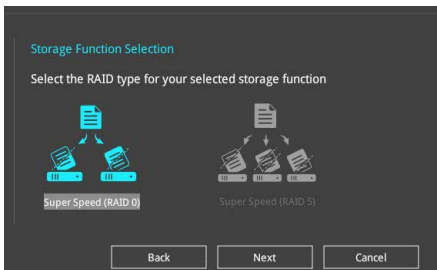 Storage Function Selection
Select the RAID type for your selected storage function
Super Speed (RAID 0)
Super Speed (RAID 5)
Back
Next
Cancel